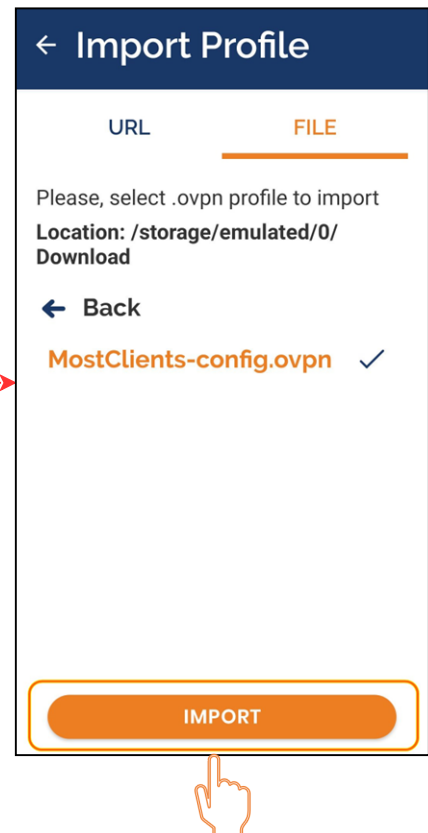 Import Profile
URL FILE
Please, select .ovpn profile to import
Location: /storage/emulated/0/
Download
Back
MostClients-config.ovpn
IMPORT